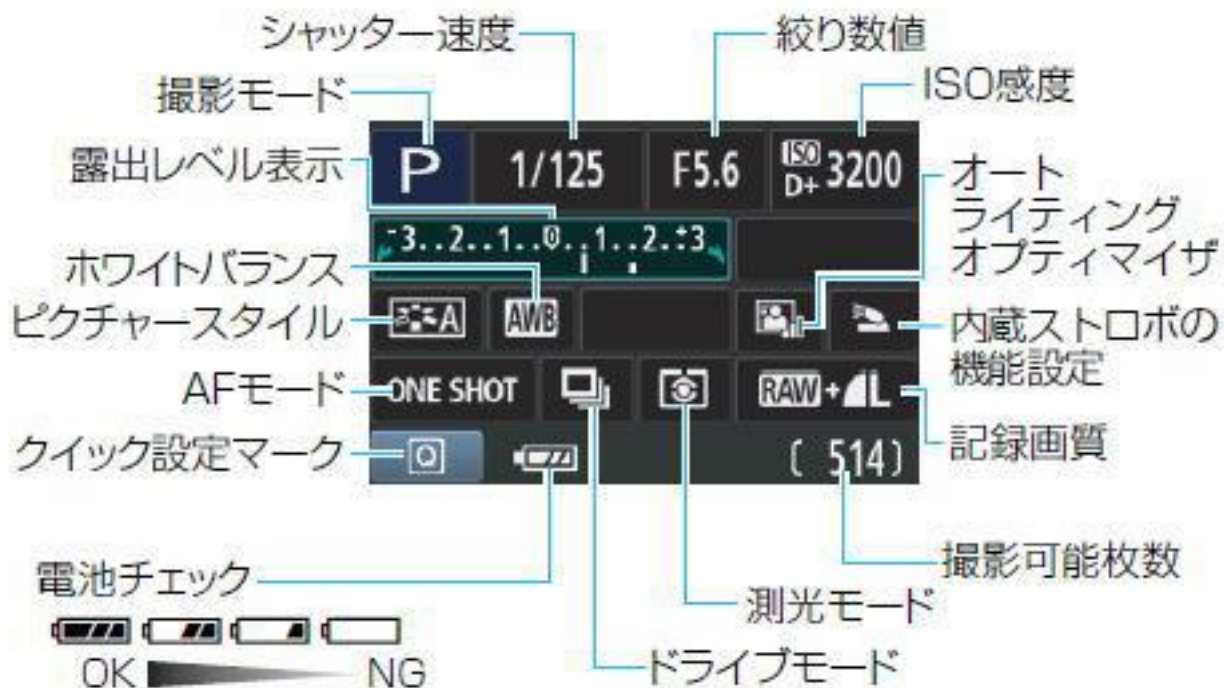 シャッター速度
絞り数値
撮影モード
ISO感度
露出レベル表示
P 1/125 F5.6 ISO D+ 3200
オート
ライティング
オプティマイザ
-3..2..1..0..1..2.:+3
ホワイトバランス
ピクチャースタイル
A AWB
内蔵ストロボの
機能設定
AFモード
ONE SHOT RAW+L
クイック設定マーク
Q (514)
記録画質
電池チェック
撮影可能枚数
測光モード
OK NG
ドライブモード